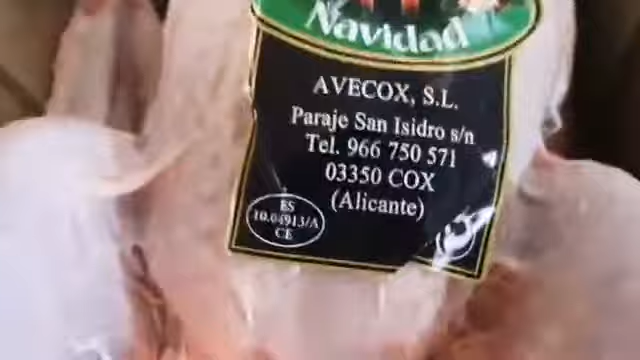 Navidad
AVECOX, S.L.
Paraje San Isidro s/n
Tel. 966 750 571
03350 COX
(Alicante)
ES
10.04913/A
CE